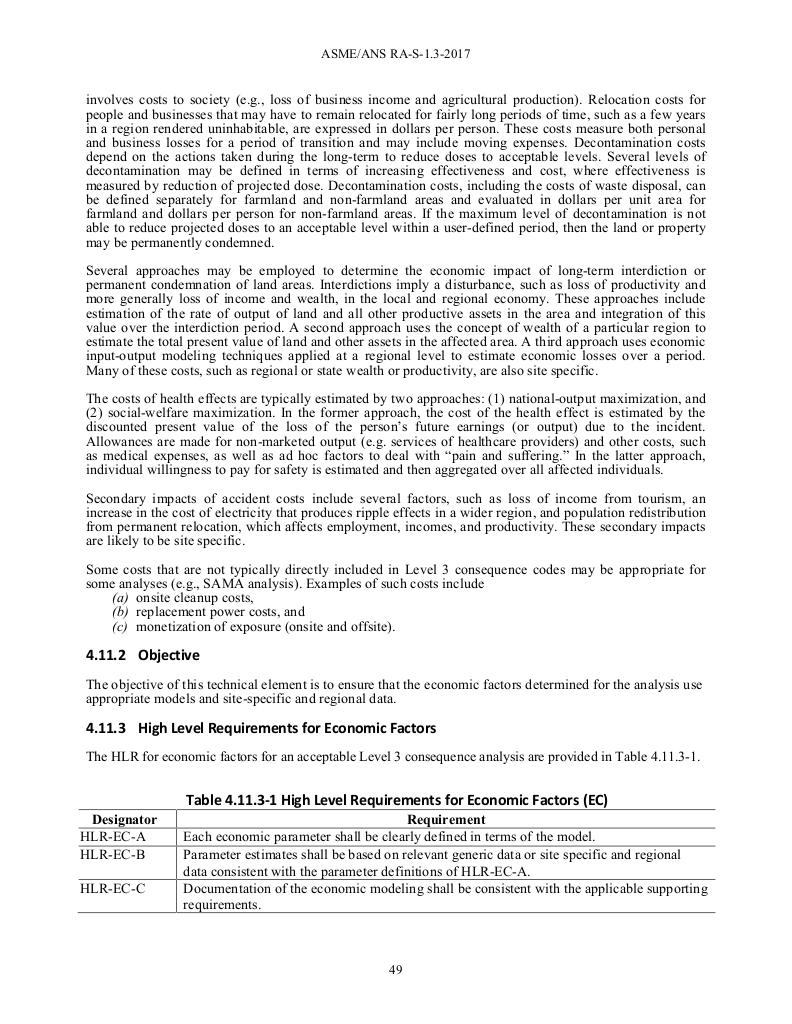 ASME/ANS RA-S-1.3-2017
involves costs to society (e.g., loss of business income and agricultural production). Relocation costs for
people and businesses that may have to remain relocated for fairly long periods of time, such as a few years
in a region rendered uninhabitable, are expressed in dollars per person. These costs measure both personal
and business losses for a period of transition and may include moving expenses. Decontamination costs
depend on the actions taken during the long-term to reduce doses to acceptable levels. Several levels of
decontamination may be defined in terms of increasing effectiveness and cost, where effectiveness is
measured by reduction of projected dose. Decontamination costs, including the costs of waste disposal, can
be defined separately for farmland and non-farmland areas and evaluated in dollars per unit area for
farmland and dollars per person for non-farmland areas. If the maximum level of decontamination is not
able to reduce projected doses to an acceptable level within a user-defined period, then the land or property
may be permanently condemned.
Several approaches may be employed to determine the economic impact of long-term interdiction or
permanent condemnation of land areas. Interdictions imply a disturbance, such as loss of productivity and
more generally loss of income and wealth, in the local and regional economy. These approaches include
estimation of the rate of output of land and all other productive assets in the area and integration of this
value over the interdiction period. A second approach uses the concept of wealth of a particular region to
estimate the total present value of land and other assets in the affected area. A third approach uses economic
input-output modeling techniques applied at a regional level to estimate economic losses over a period.
Many of these costs, such as regional or state wealth or productivity, are also site specific.
The costs of health effects are typically estimated by two approaches: (1) national-output maximization, and
(2) social-welfare maximization. In the former approach, the cost of the health effect is estimated by the
discounted present value of the loss of the person's future earnings (or output) due to the incident.
Allowances are made for non-marketed output (e.g. services of healthcare providers) and other costs, such
as medical expenses, as well as ad hoc factors to deal with “pain and suffering.” In the latter approach,
individual willingness to pay for safety is estimated and then aggregated over all affected individuals.
Secondary impacts of accident costs include several factors, such as loss of income from tourism, an
increase in the cost of electricity that produces ripple effects in a wider region, and population redistribution
from permanent relocation, which affects employment, incomes, and productivity. These secondary impacts
are likely to be site specific.
Some costs that are not typically directly included in Level 3 consequence codes may be appropriate for
some analyses (e.g., SAMA analysis). Examples of such costs include
(a) onsite cleanup costs,
(b) replacement power costs, and
(c) monetization of exposure (onsite and offsite).
4.11.2 Objective
The objective of this technical element is to ensure that the economic factors determined for the analysis use
appropriate models and site-specific and regional data.
4.11.3 High Level Requirements for Economic Factors
The HLR for economic factors for an acceptable Level 3 consequence analysis are provided in Table 4.11.3-1.
Table 4.11.3-1 High Level Requirements for Economic Factors (EC)
Designator Requirement
HLR-EC-A Each economic parameter shall be clearly defined in terms of the model.
HLR-EC-B Parameter estimates shall be based on relevant generic data or site specific and regional
data consistent with the parameter definitions of HLR-EC-A.
HLR-EC-C Documentation of the economic modeling shall be consistent with the applicable supporting
requirements.
49